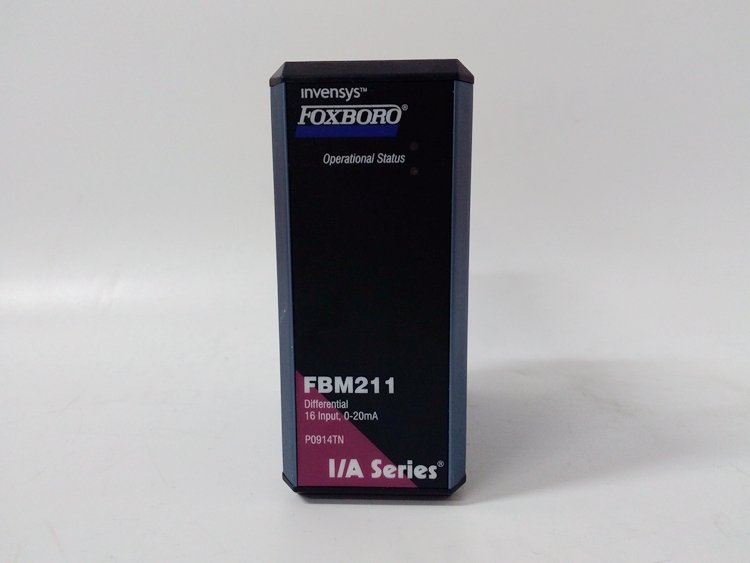 invensys™
FOXBORO®
Operational Status
FBM211
Differential
16 Input, 0-20mA
P0914TN
I/A Series®